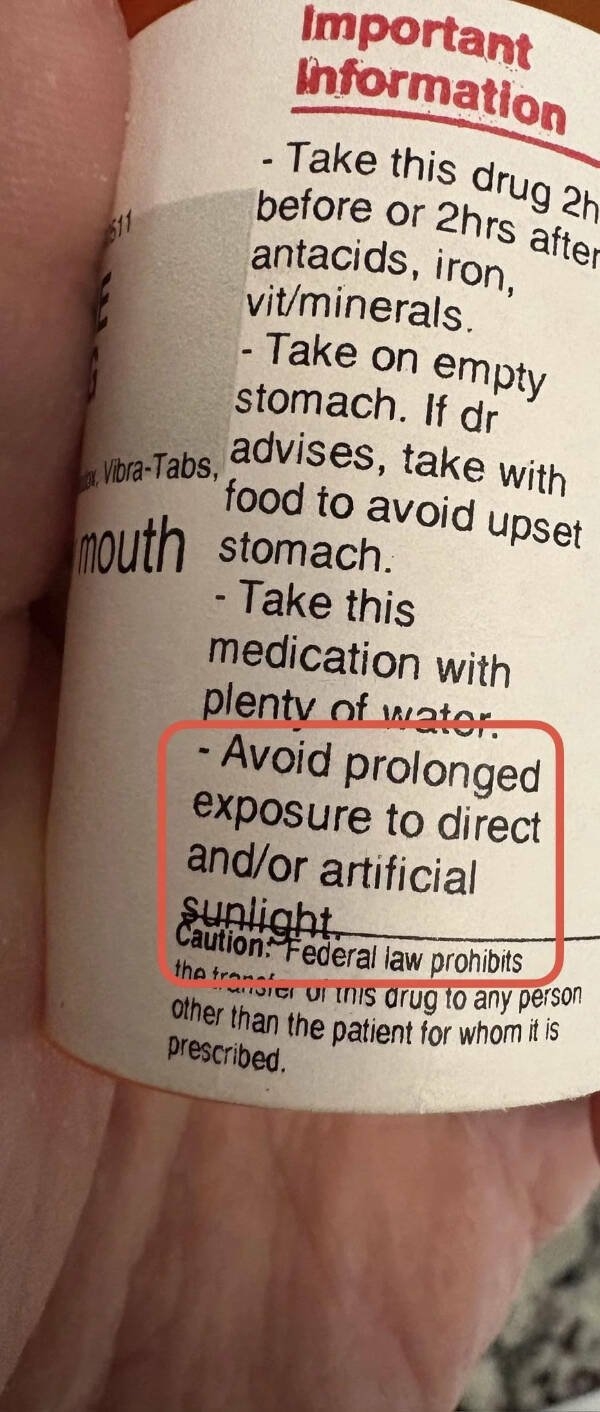 Important
Information
- Take this drug 2h
before or 2hrs after
antacids, iron,
vit/minerals.
- Take on empty
stomach. If dr
advises, take with
food to avoid upset
stomach.
- Take this
medication with
plenty of water.
- Avoid prolonged
exposure to direct
and/or artificial
sunlight.
Caution: Federal law prohibits
the transfer of this drug to any person
other than the patient for whom it is
prescribed.
511
E
G
Vibra-Tabs,
mouth